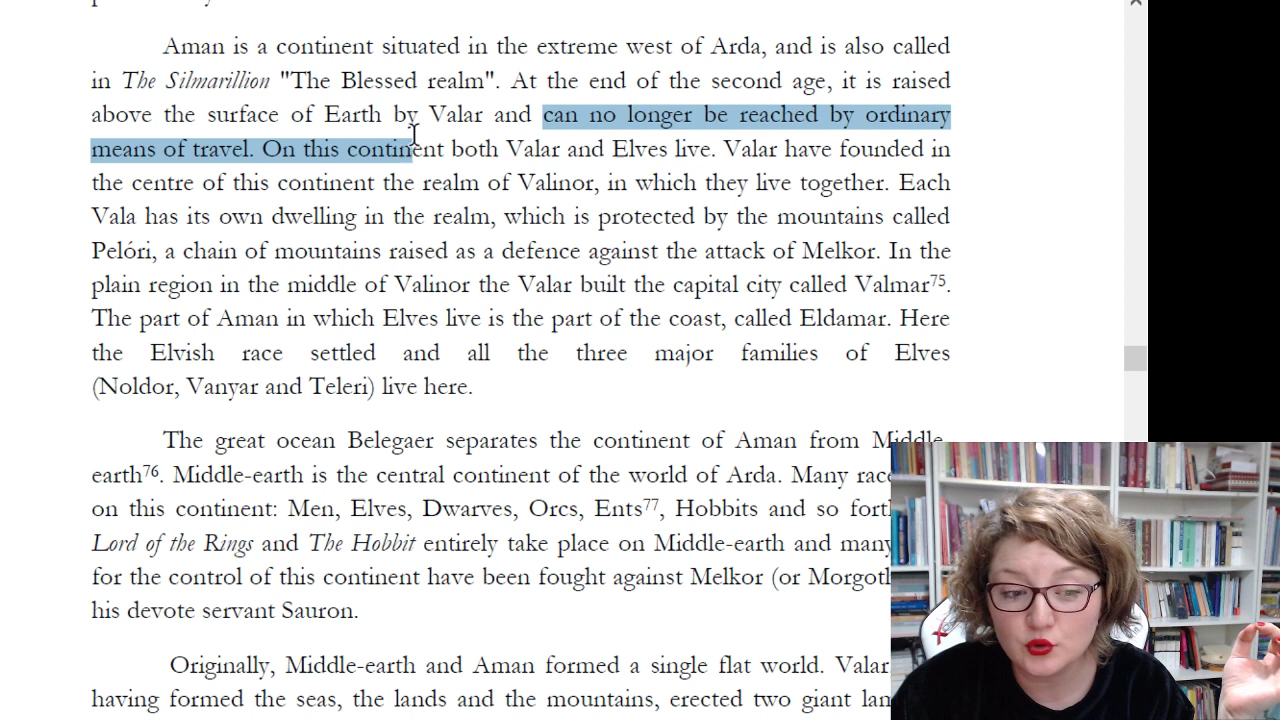 Aman is a continent situated in the extreme west of Arda, and is also called
in The Silmarillion "The Blessed realm". At the end of the second age, it is raised
above the surface of Earth by Valar and can no longer be reached by ordinary
means of travel. On this continent both Valar and Elves live. Valar have founded in
the centre of this continent the realm of Valinor, in which they live together. Each
Vala has its own dwelling in the realm, which is protected by the mountains called
Pelóri, a chain of mountains raised as a defence against the attack of Melkor. In the
plain region in the middle of Valinor the Valar built the capital city called Valmar75.
The part of Aman in which Elves live is the part of the coast, called Eldamar. Here
the Elvish race settled and all the three major families of Elves
(Noldor, Vanyar and Teleri) live here.
The great ocean Belegaer separates the continent of Aman from Middle
earth76. Middle-earth is the central continent of the world of Arda. Many
on this continent: Men, Elves, Dwarves, Orcs, Ents77, Hobbits and so
Lord of the Rings and The Hobbit entirely take place on Middle-earth and many
for the control of this continent have been fought against Melkor (or
his devote servant Sauron.
Originally, Middle-earth and Aman formed a single flat world. Valar
having formed the seas, the lands and the mountains, erected two giant